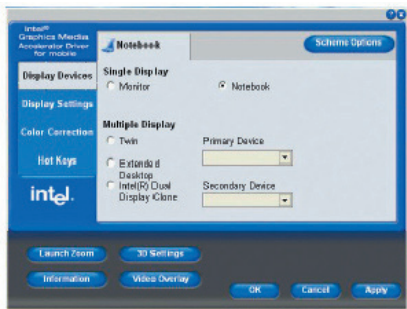 Intel®
Graphics Media
Accelerator Driver
for mobile
Notebook
Scheme Options
Display Devices
Display Settings
Color Correction
Hot Keys
intel.
Single Display
Monitor
Notebook
Multiple Display
Twin
Primary Device
Extended
Desktop
Intel(R) Dual
Display Clone
Secondary Device
Launch Zoom
3D Settings
Information
Video Overlay
OK
Cancel
Apply